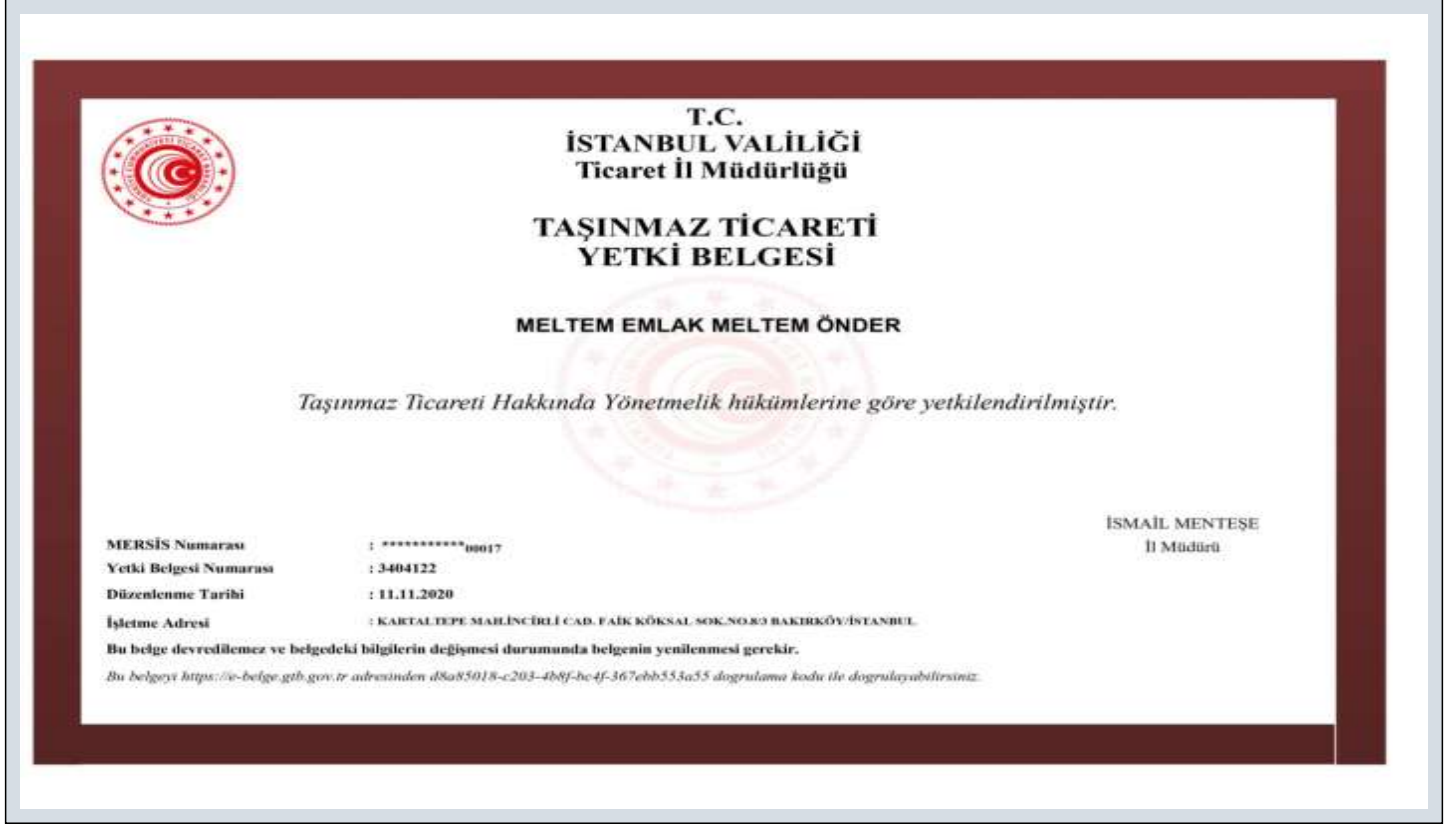 T.C.
İSTANBUL VALİLİĞİ
Ticaret İl Müdürlüğü
TAŞINMAZ TİCARETİ
YETKİ BELGESİ
MELTEM EMLAK MELTEM ÖNDER
Taşınmaz Ticareti Hakkında Yönetmelik hükümlerine göre yetkilendirilmiştir.
İSMAİL MENTEŞE
İl Müdürü
MERSİS Numarası : ***********00017
Yetki Belgesi Numarası : 3404122
Düzenlenme Tarihi : 11.11.2020
İşletme Adresi : KARTALTEPE MAH.İNCİRLİ CAD. FAİK KÖKSAL SOK.NO.8/3 BAKIRKÖY/İSTANBUL
Bu belge devredilemez ve belgedeki bilgilerin değişmesi durumunda belgenin yenilenmesi gerekir.
Bu belgeyi https://e-belge.gtb.gov.tr adresinden d8a85018-c203-4b8f-bc4f-367ebb553a55 dogrulama kodu ile dogrulayabilirsiniz.